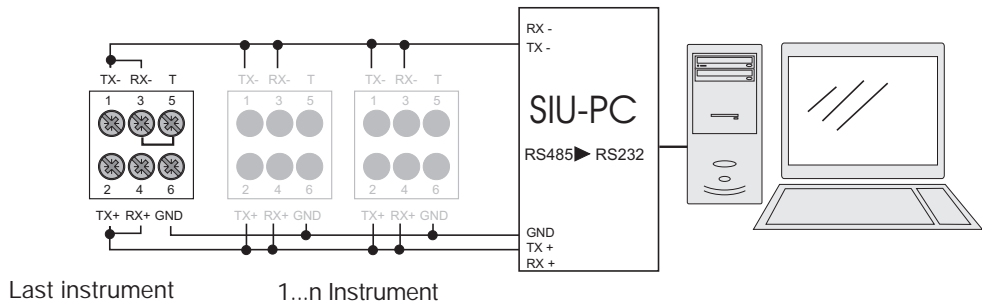 RX -
TX -
TX- RX- T
TX- RX- T
TX- RX- T
1 3 5
1 3 5
1 3 5
SIU-PC
RS485▶ RS232
2 4 6
2 4 6
2 4 6
TX+ RX+ GND
TX+ RX+ GND
TX+ RX+ GND
GND
TX +
RX +
Last instrument
1...n Instrument